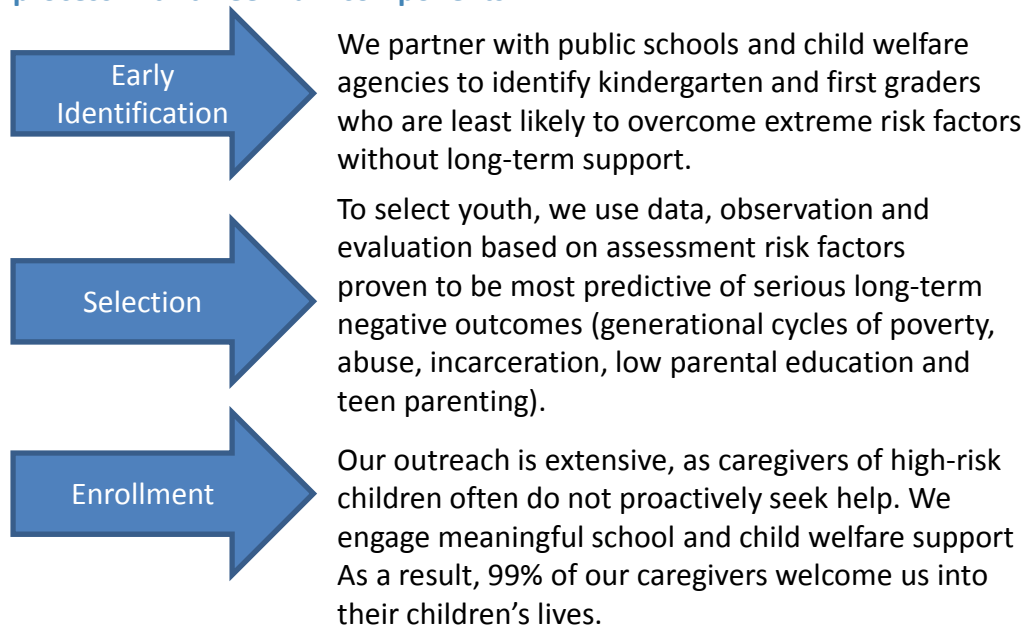 Early
Identification
We partner with public schools and child welfare
agencies to identify kindergarten and first graders
who are least likely to overcome extreme risk factors
without long-term support.
Selection
To select youth, we use data, observation and
evaluation based on assessment risk factors
proven to be most predictive of serious long-term
negative outcomes (generational cycles of poverty,
abuse, incarceration, low parental education and
teen parenting).
Enrollment
Our outreach is extensive, as caregivers of high-risk
children often do not proactively seek help. We
engage meaningful school and child welfare support
As a result, 99% of our caregivers welcome us into
their children’s lives.